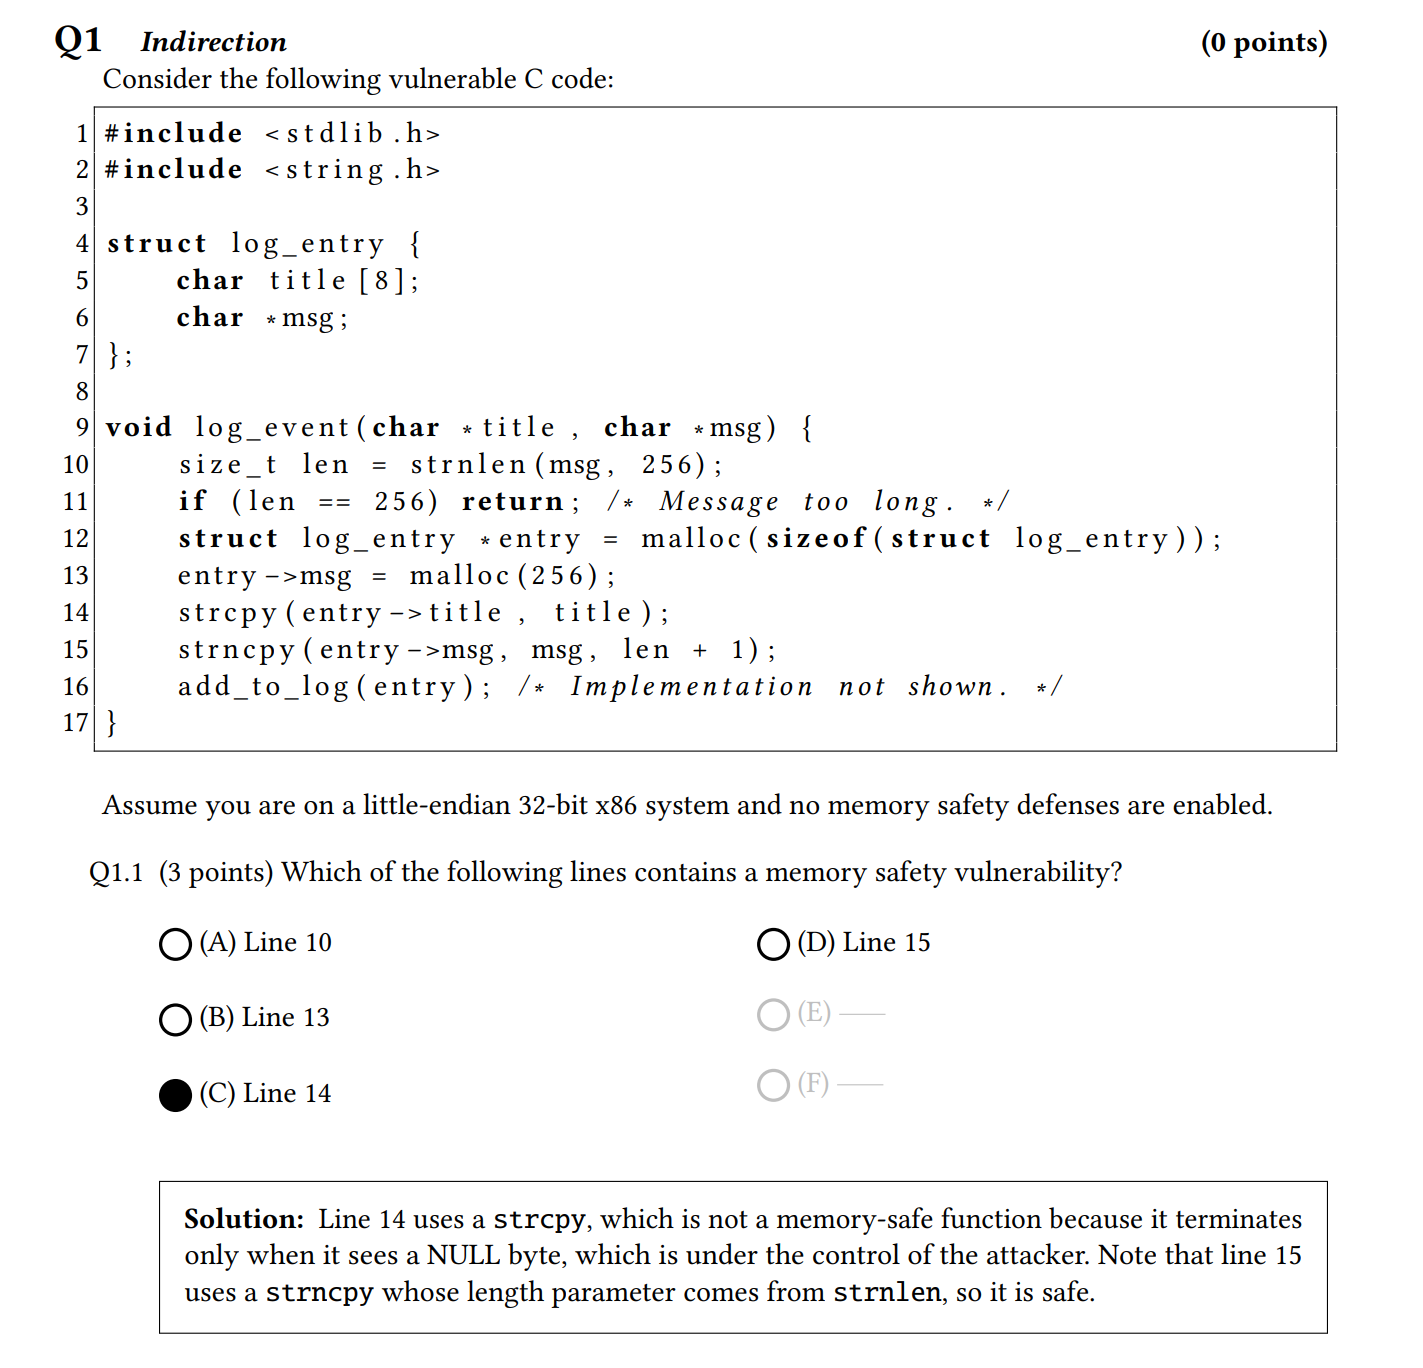 Q1 Indirection (0 points)
Consider the following vulnerable C code:
1 #include <stdlib.h>
2 #include <string.h>
3
4 struct log_entry {
5     char title[8];
6     char *msg;
7 };
8
9 void log_event(char *title, char *msg) {
10     size_t len = strnlen(msg, 256);
11     if (len == 256) return; /* Message too long. */
12     struct log_entry *entry = malloc(sizeof(struct log_entry));
13     entry->msg = malloc(256);
14     strcpy(entry->title, title);
15     strncpy(entry->msg, msg, len + 1);
16     add_to_log(entry); /* Implementation not shown. */
17 }
Assume you are on a little-endian 32-bit x86 system and no memory safety defenses are enabled.
Q1.1 (3 points) Which of the following lines contains a memory safety vulnerability?
(A) Line 10
(B) Line 13
(C) Line 14
(D) Line 15
(E) —
(F) —
Solution: Line 14 uses a strcpy, which is not a memory-safe function because it terminates
only when it sees a NULL byte, which is under the control of the attacker. Note that line 15
uses a strncpy whose length parameter comes from strnlen, so it is safe.